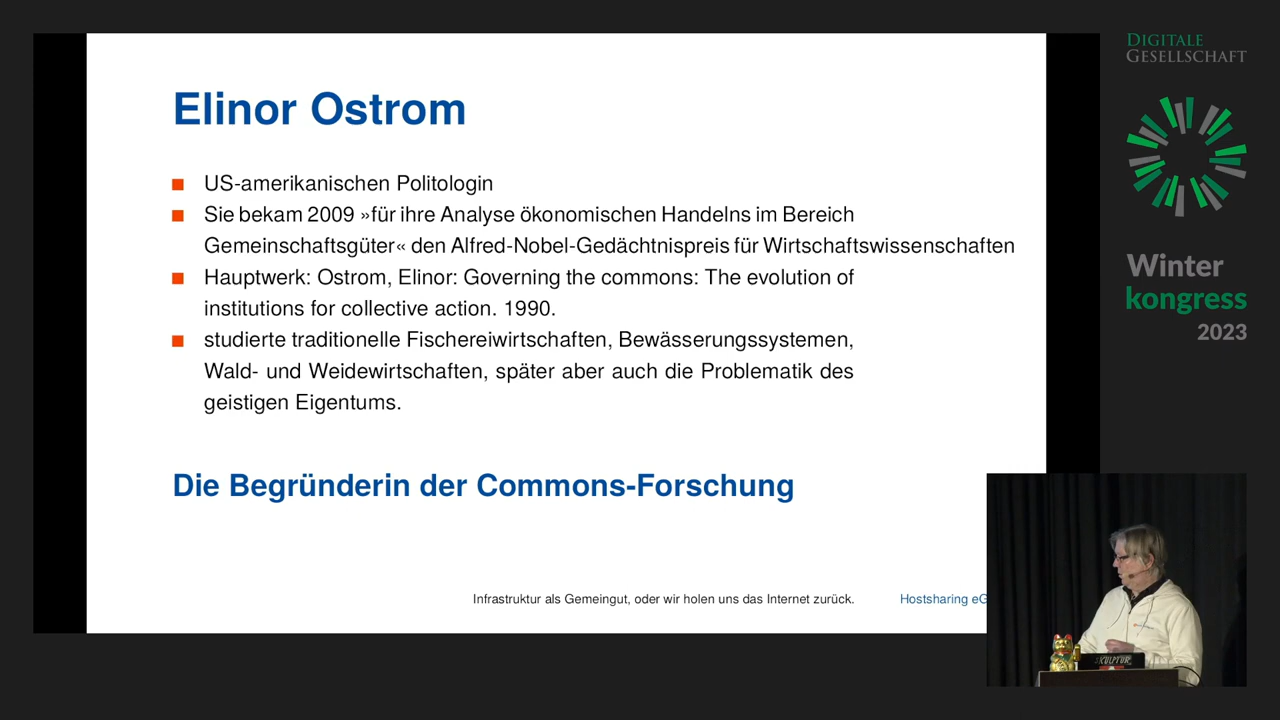 DIGITALE
GESELLSCHAFT
Elinor Ostrom
US-amerikanischen Politologin
Sie bekam 2009 »für ihre Analyse ökonomischen Handelns im Bereich
Gemeinschaftsgüter« den Alfred-Nobel-Gedächtnispreis für Wirtschaftswissenschaften
Hauptwerk: Ostrom, Elinor: Governing the commons: The evolution of
institutions for collective action. 1990.
studierte traditionelle Fischereiwirtschaften, Bewässerungssystemen,
Wald- und Weidewirtschaften, später aber auch die Problematik des
geistigen Eigentums.
Die Begründerin der Commons-Forschung
Infrastruktur als Gemeingut, oder wir holen uns das Internet zurück.
Hostsharing eG
Winter
kongress
2023
SKULPTUR